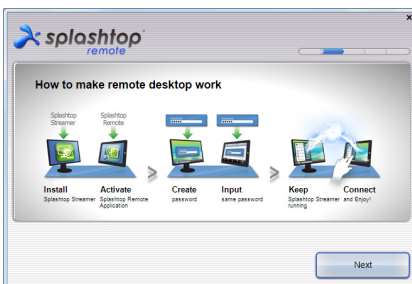 splashtop
remote
How to make remote desktop work
Splashtop Streamer
Splashtop Remote
Install
Splashtop Streamer
Activate
Splashtop Remote Application
Create
password
Input
same password
Keep
Splashtop Streamer running
Connect
and Enjoy!
Next